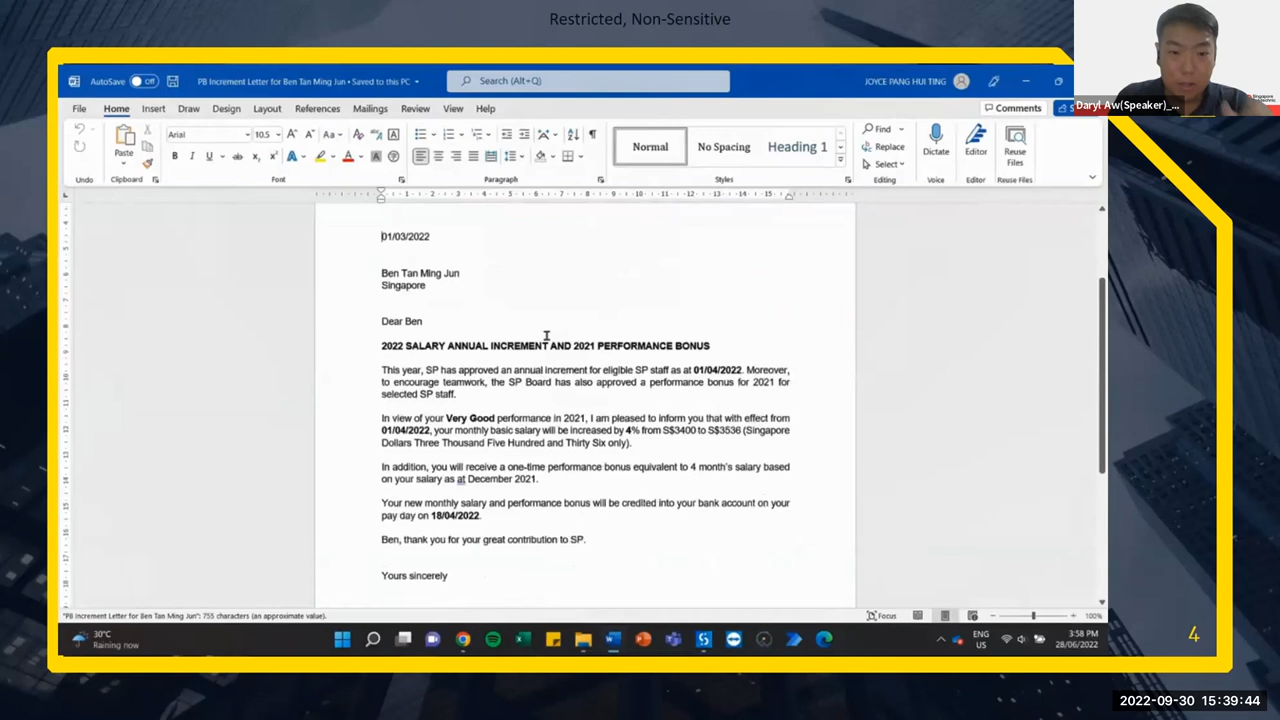 Restricted, Non-Sensitive
AutoSave Off PB Increment Letter for Ben Tan Ming Jun • Saved to this PC Search (Alt+Q) JOYCE PANG HUI TING
File Home Insert Draw Design Layout References Mailings Review View Help Comments
Daryl Aw(Speaker)_...
Arial 10.5 Normal No Spacing Heading 1 Find Replace Select
Paste Dictate Editor Reuse Files
Undo Clipboard Font Paragraph Styles Editing Voice Editor Reuse Files
01/03/2022
Ben Tan Ming Jun
Singapore
Dear Ben
2022 SALARY ANNUAL INCREMENT AND 2021 PERFORMANCE BONUS
This year, SP has approved an annual increment for eligible SP staff as at 01/04/2022. Moreover,
to encourage teamwork, the SP Board has also approved a performance bonus for 2021 for
selected SP staff.
In view of your Very Good performance in 2021, I am pleased to inform you that with effect from
01/04/2022, your monthly basic salary will be increased by 4% from S$3400 to S$3536 (Singapore
Dollars Three Thousand Five Hundred and Thirty Six only).
In addition, you will receive a one-time performance bonus equivalent to 4 month's salary based
on your salary as at December 2021.
Your new monthly salary and performance bonus will be credited into your bank account on your
pay day on 18/04/2022.
Ben, thank you for your great contribution to SP.
Yours sincerely
"PB Increment Letter for Ben Tan Ming Jun": 755 characters (an approximate value). Focus 100%
30°C
Raining now
ENG
US
3:58 PM
28/06/2022
4
2022-09-30 15:39:44